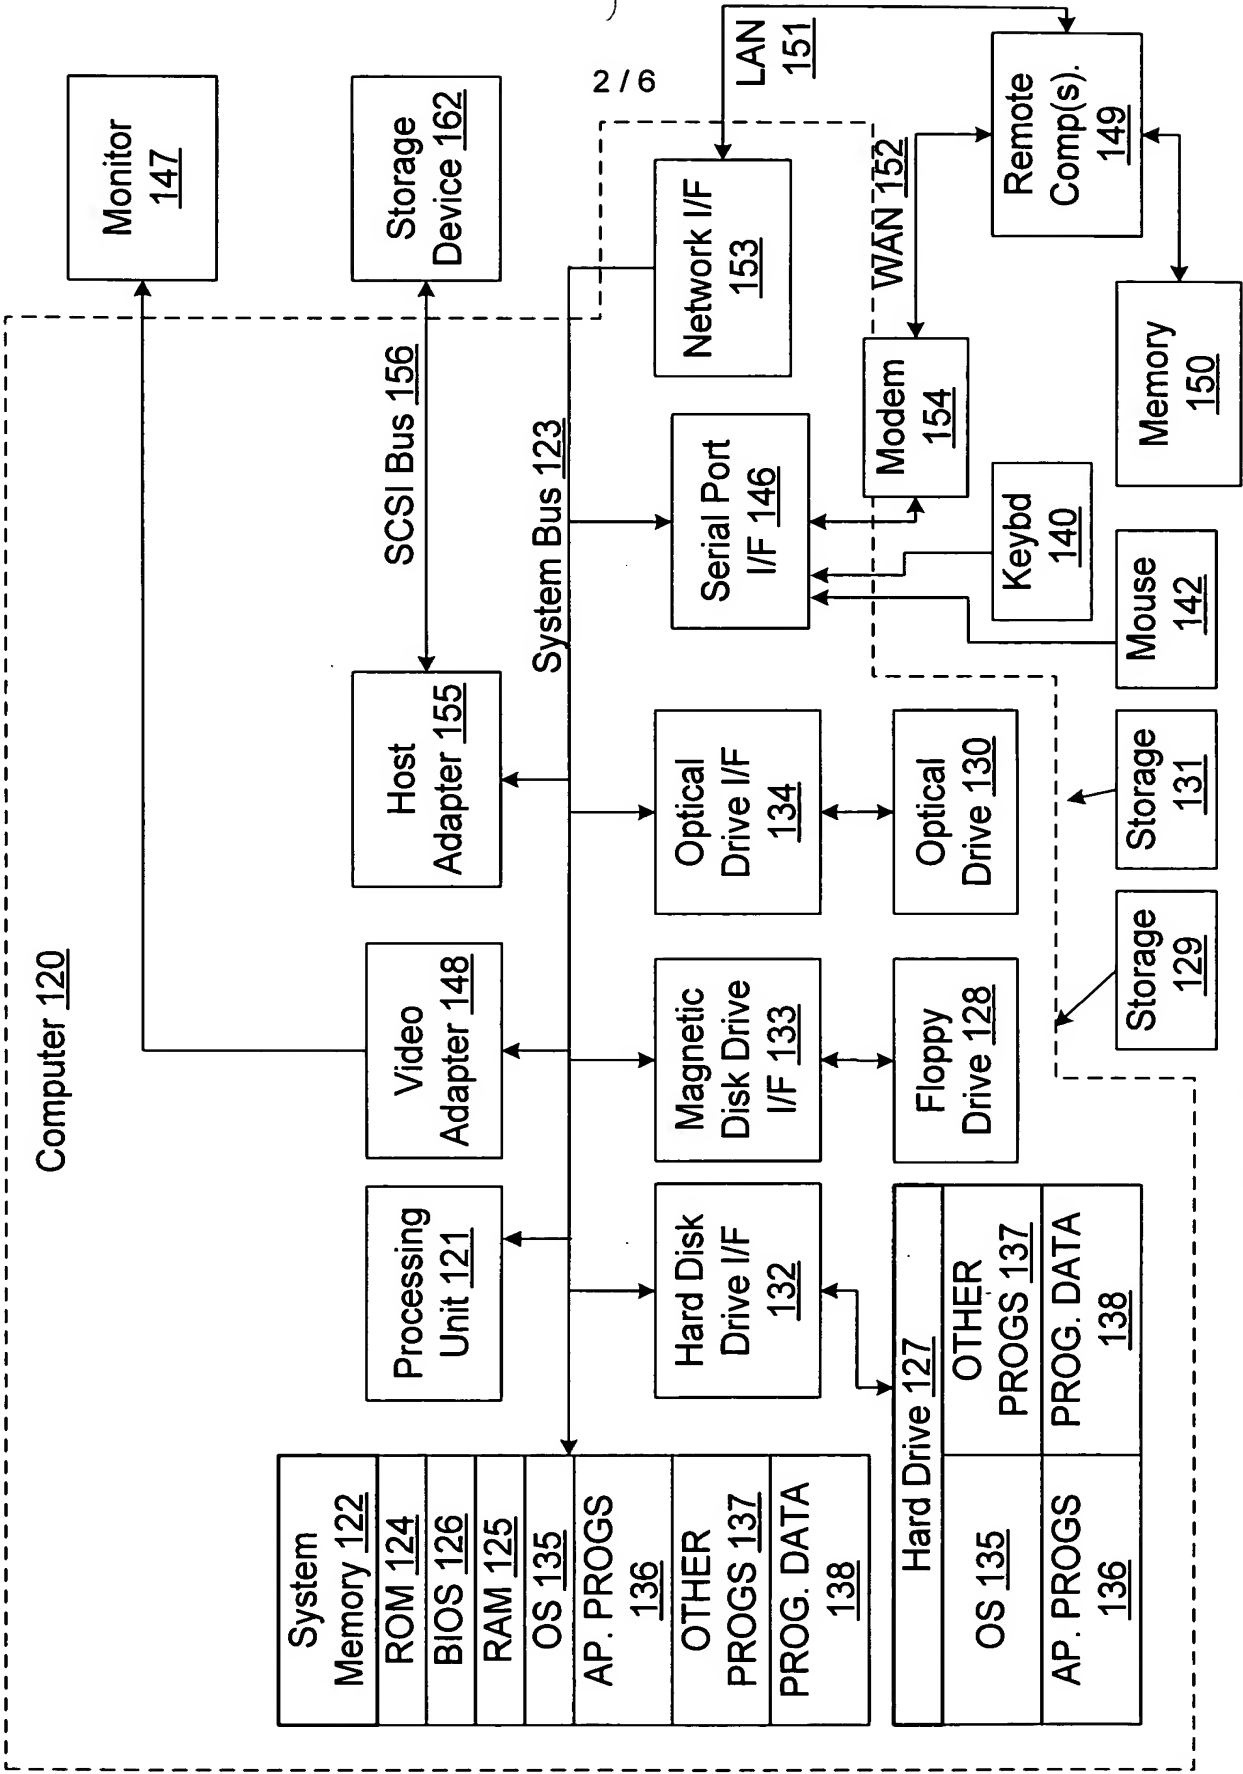 2 / 6
Computer 120
Monitor
147
Storage
Device 162
SCSI Bus 156
Host
Adapter 155
Video
Adapter 148
Processing
Unit 121
System Bus 123
System
Memory 122
ROM 124
BIOS 126
RAM 125
OS 135
AP. PROGS
136
OTHER
PROGS 137
PROG. DATA
138
Hard Disk
Drive I/F
132
Magnetic
Disk Drive
I/F 133
Optical
Drive I/F
134
Serial Port
I/F 146
Network I/F
153
LAN
151
Hard Drive 127
OS 135
OTHER
PROGS 137
AP. PROGS
136
PROG. DATA
138
Floppy
Drive 128
Optical
Drive 130
Modem
154
WAN 152
Remote
Comp(s).
149
Storage
129
Storage
131
Mouse
142
Keybd
140
Memory
150